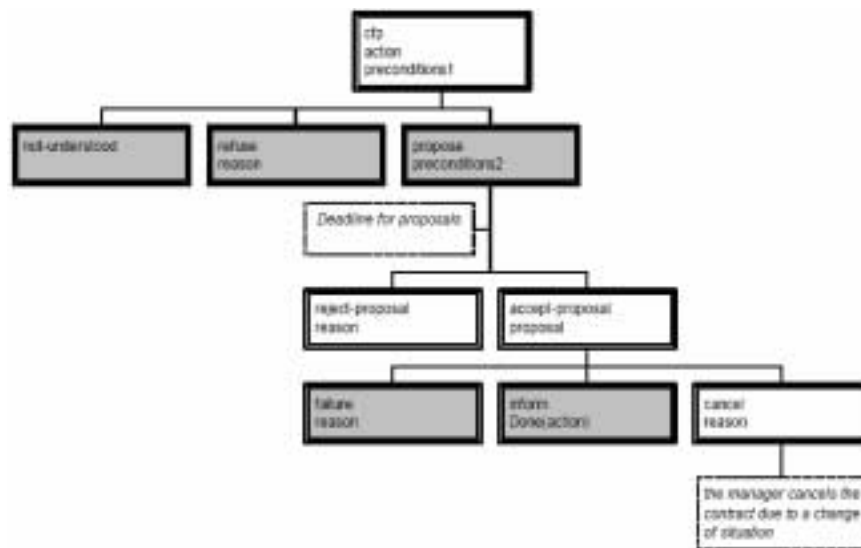 cfp
action
preconditions1
not-understood
refuse
reason
propose
preconditions2
Deadline for proposals
reject-proposal
reason
accept-proposal
proposal
failure
reason
inform
Done(action)
cancel
reason
the manager cancels the
contract due to a change
of situation